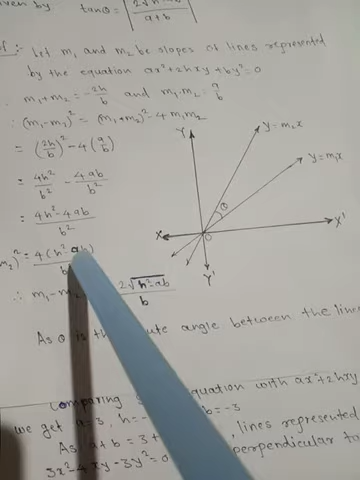 given by tanθ = | 2√h²-ab / a+b |
of :- Let m₁ and m₂ be slopes of lines represented
by the equation ax²+2hxy+by²=0
∴ m₁+m₂ = -2h/b and m₁.m₂ = a/b
∴ (m₁-m₂)² = (m₁+m₂)²-4m₁m₂
= (2h/b)² - 4(a/b)
= 4h²/b² - 4ab/b²
= 4h²-4ab/b²
m₂)² = 4(h²-ab)/b
∴ m₁-m 2√h²-ab/b
Y
y=m₂x
y=m₁x
θ
X
O
X'
Y'
As θ is the acute angle between the lines
Comparing equation with ax²+2hxy
we get a=3, h=- b=-3
As a+b = 3+ lines represented
3x²-4xy-3y²=0 perpendicular to